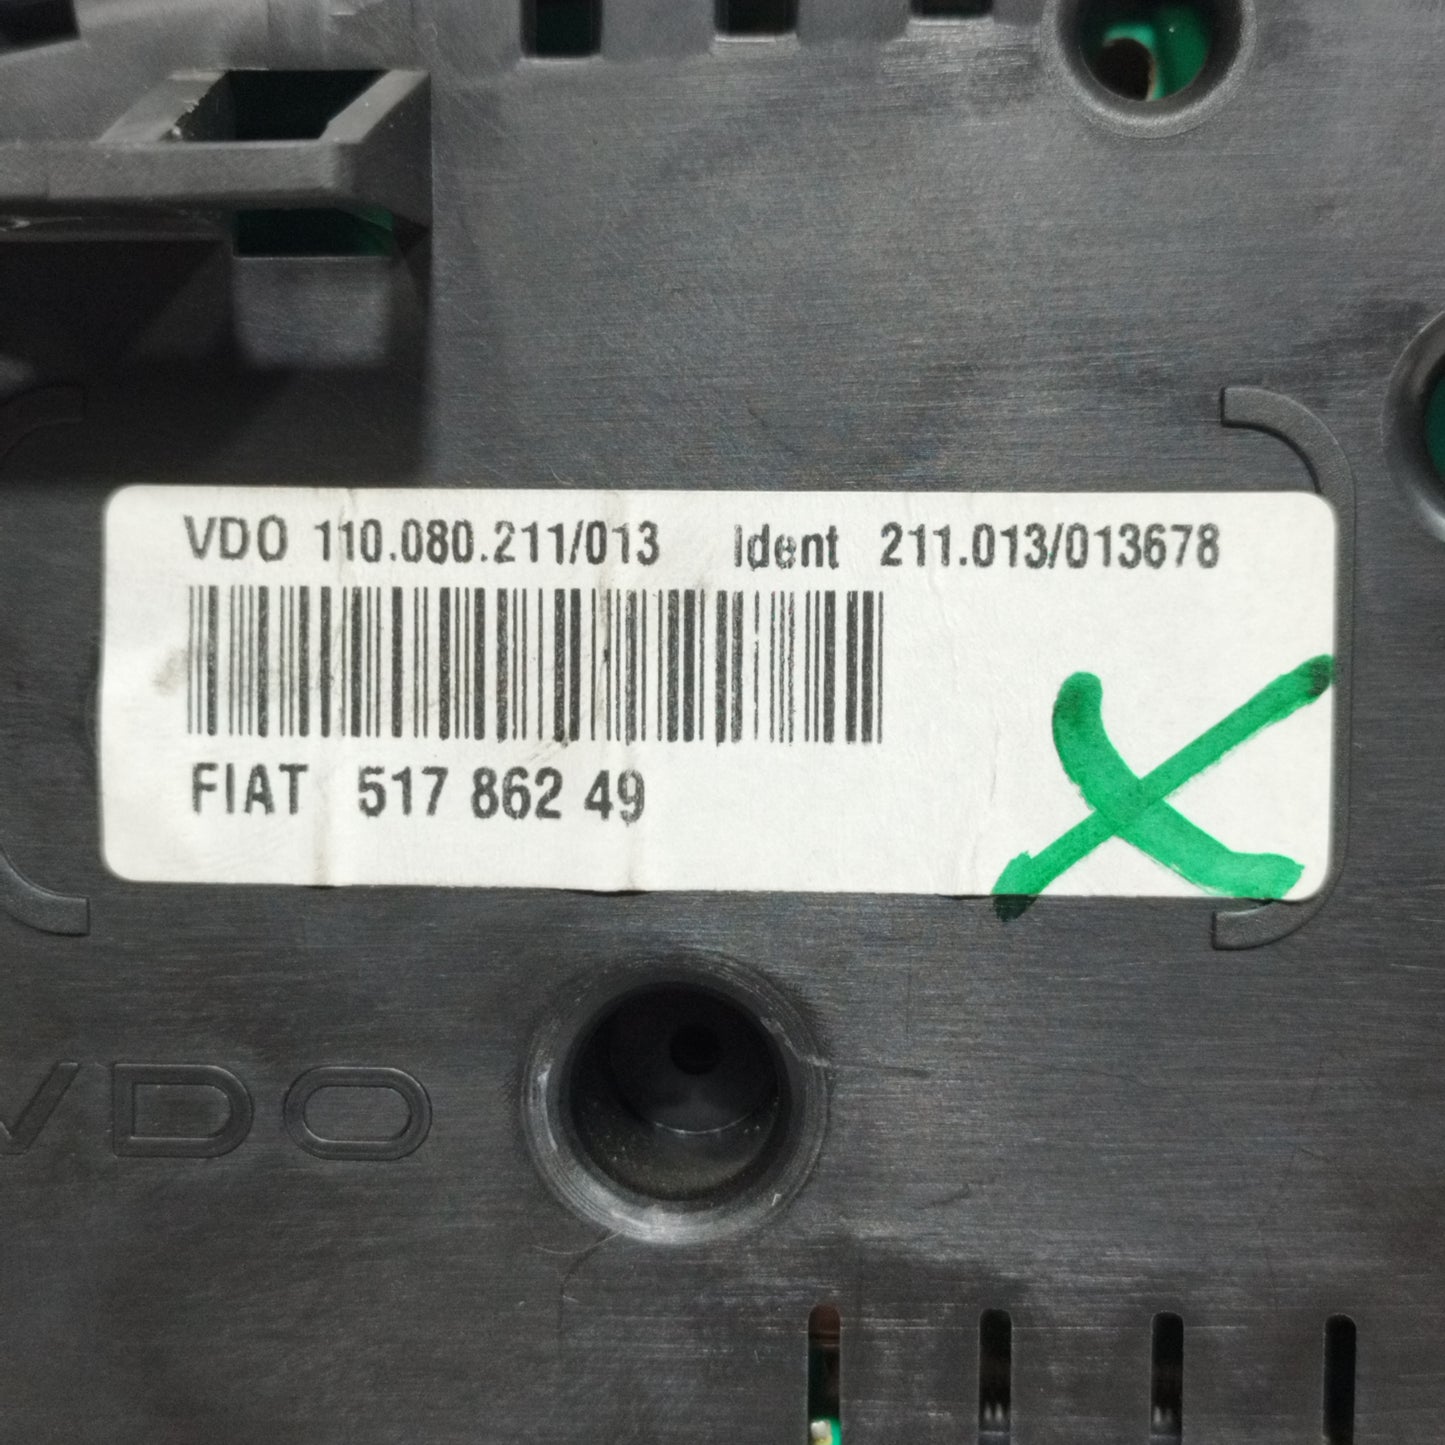 VDO 110.080.211/013 Ident 211.013/013678
FIAT 517 862 49
VDO